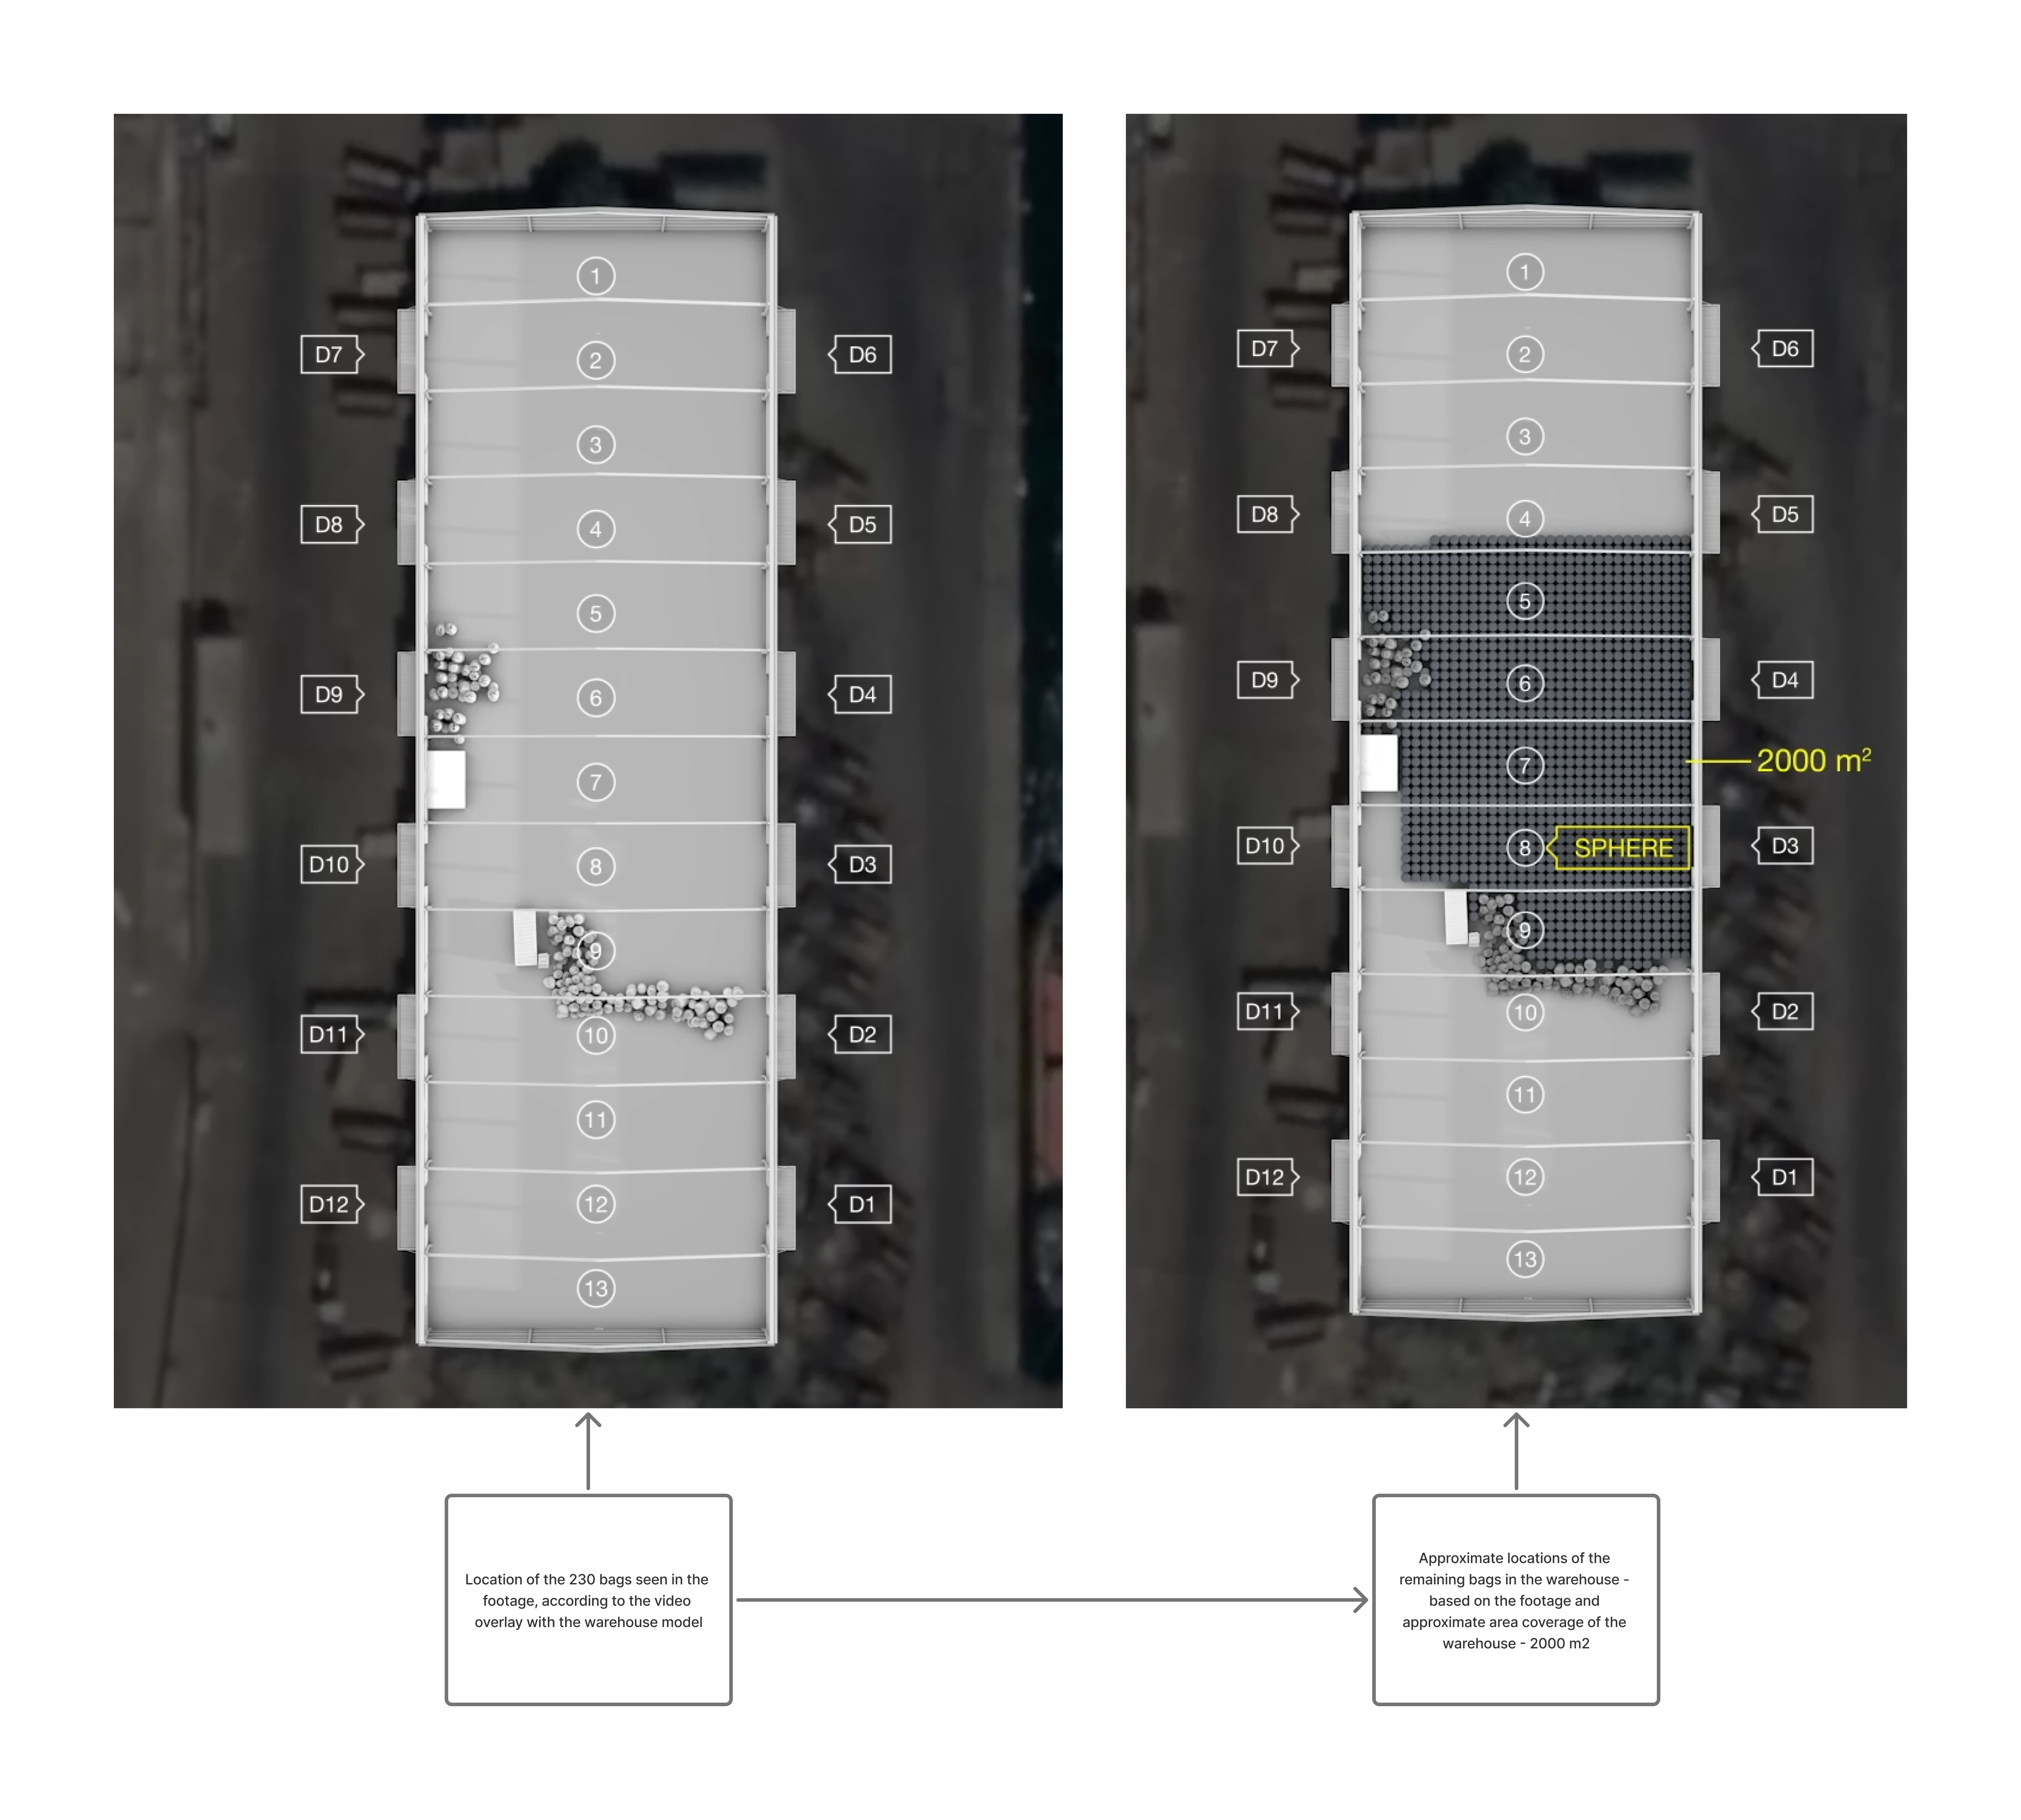 1
D7
2
D6
3
D8
4
D5
5
D9
6
D4
7
D10
8
D3
9
D11
10
D2
11
D12
12
D1
13
1
D7
2
D6
3
D8
4
D5
5
D9
6
D4
7
2000 m²
D10
8
SPHERE
D3
9
D11
10
D2
11
D12
12
D1
13
Location of the 230 bags seen in the
footage, according to the video
overlay with the warehouse model
Approximate locations of the
remaining bags in the warehouse -
based on the footage and
approximate area coverage of the
warehouse - 2000 m2